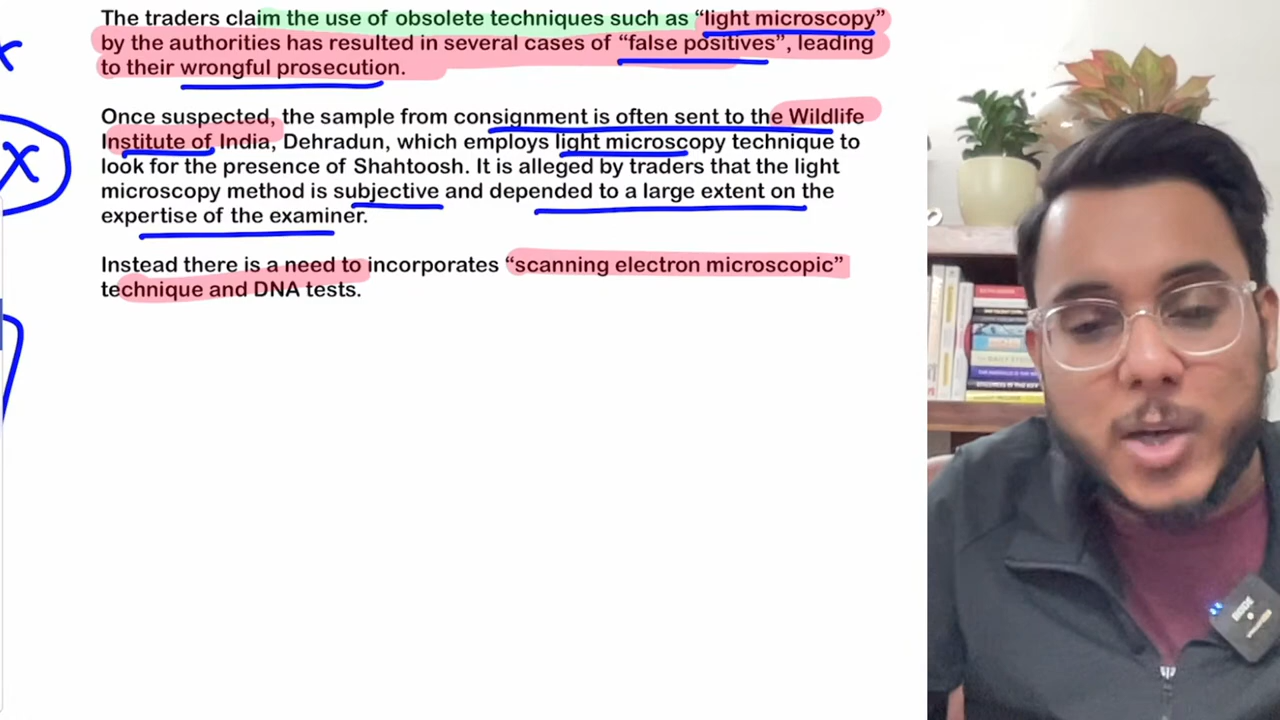 The traders claim the use of obsolete techniques such as “light microscopy”
by the authorities has resulted in several cases of “false positives”, leading
to their wrongful prosecution.
Once suspected, the sample from consignment is often sent to the Wildlife
Institute of India, Dehradun, which employs light microscopy technique to
look for the presence of Shahtoosh. It is alleged by traders that the light
microscopy method is subjective and depended to a large extent on the
expertise of the examiner.
Instead there is a need to incorporates “scanning electron microscopic”
technique and DNA tests.
x